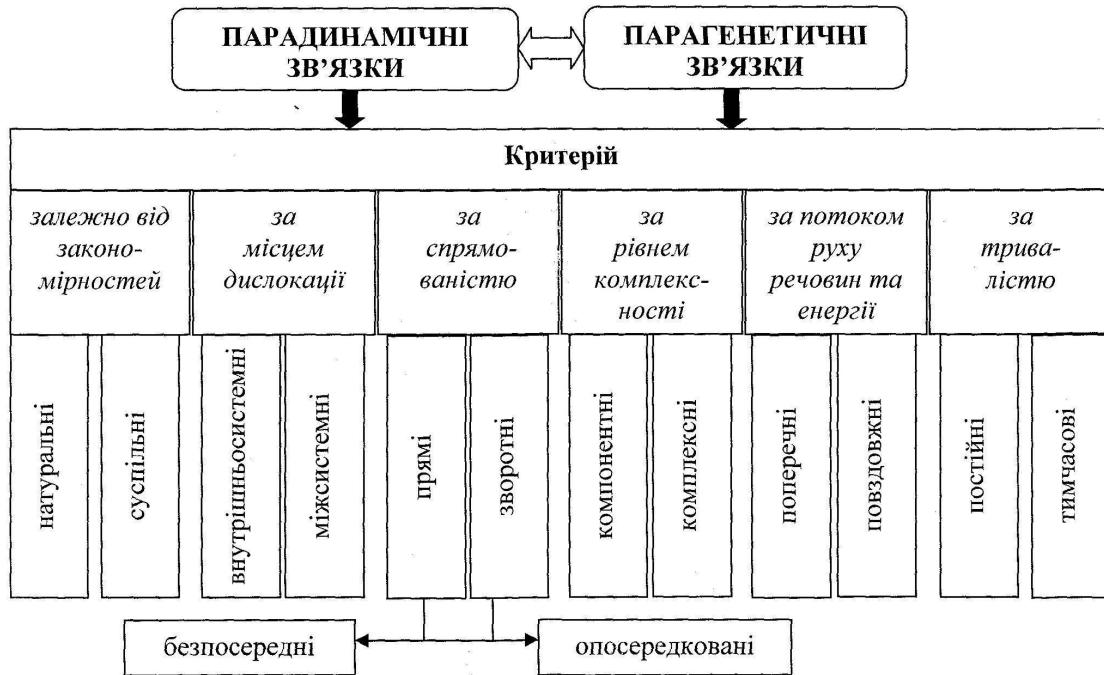 ПАРАДИНАМІЧНІ
ЗВ'ЯЗКИ
ПАРАГЕНЕТИЧНІ
ЗВ'ЯЗКИ
Критерій
залежно від
законо-
мірностей
за
місцем
дислокації
за
спрямо-
ваністю
за
рівнем
комплекс-
ності
за потоком
руху
речовин та
енергії
за
трива-
лістю
натуральні
суспільні
внутрішньосистемні
міжсистемні
прямі
зворотні
компонентні
комплексні
поперечні
повздовжні
постійні
тимчасові
безпосередні
опосередковані